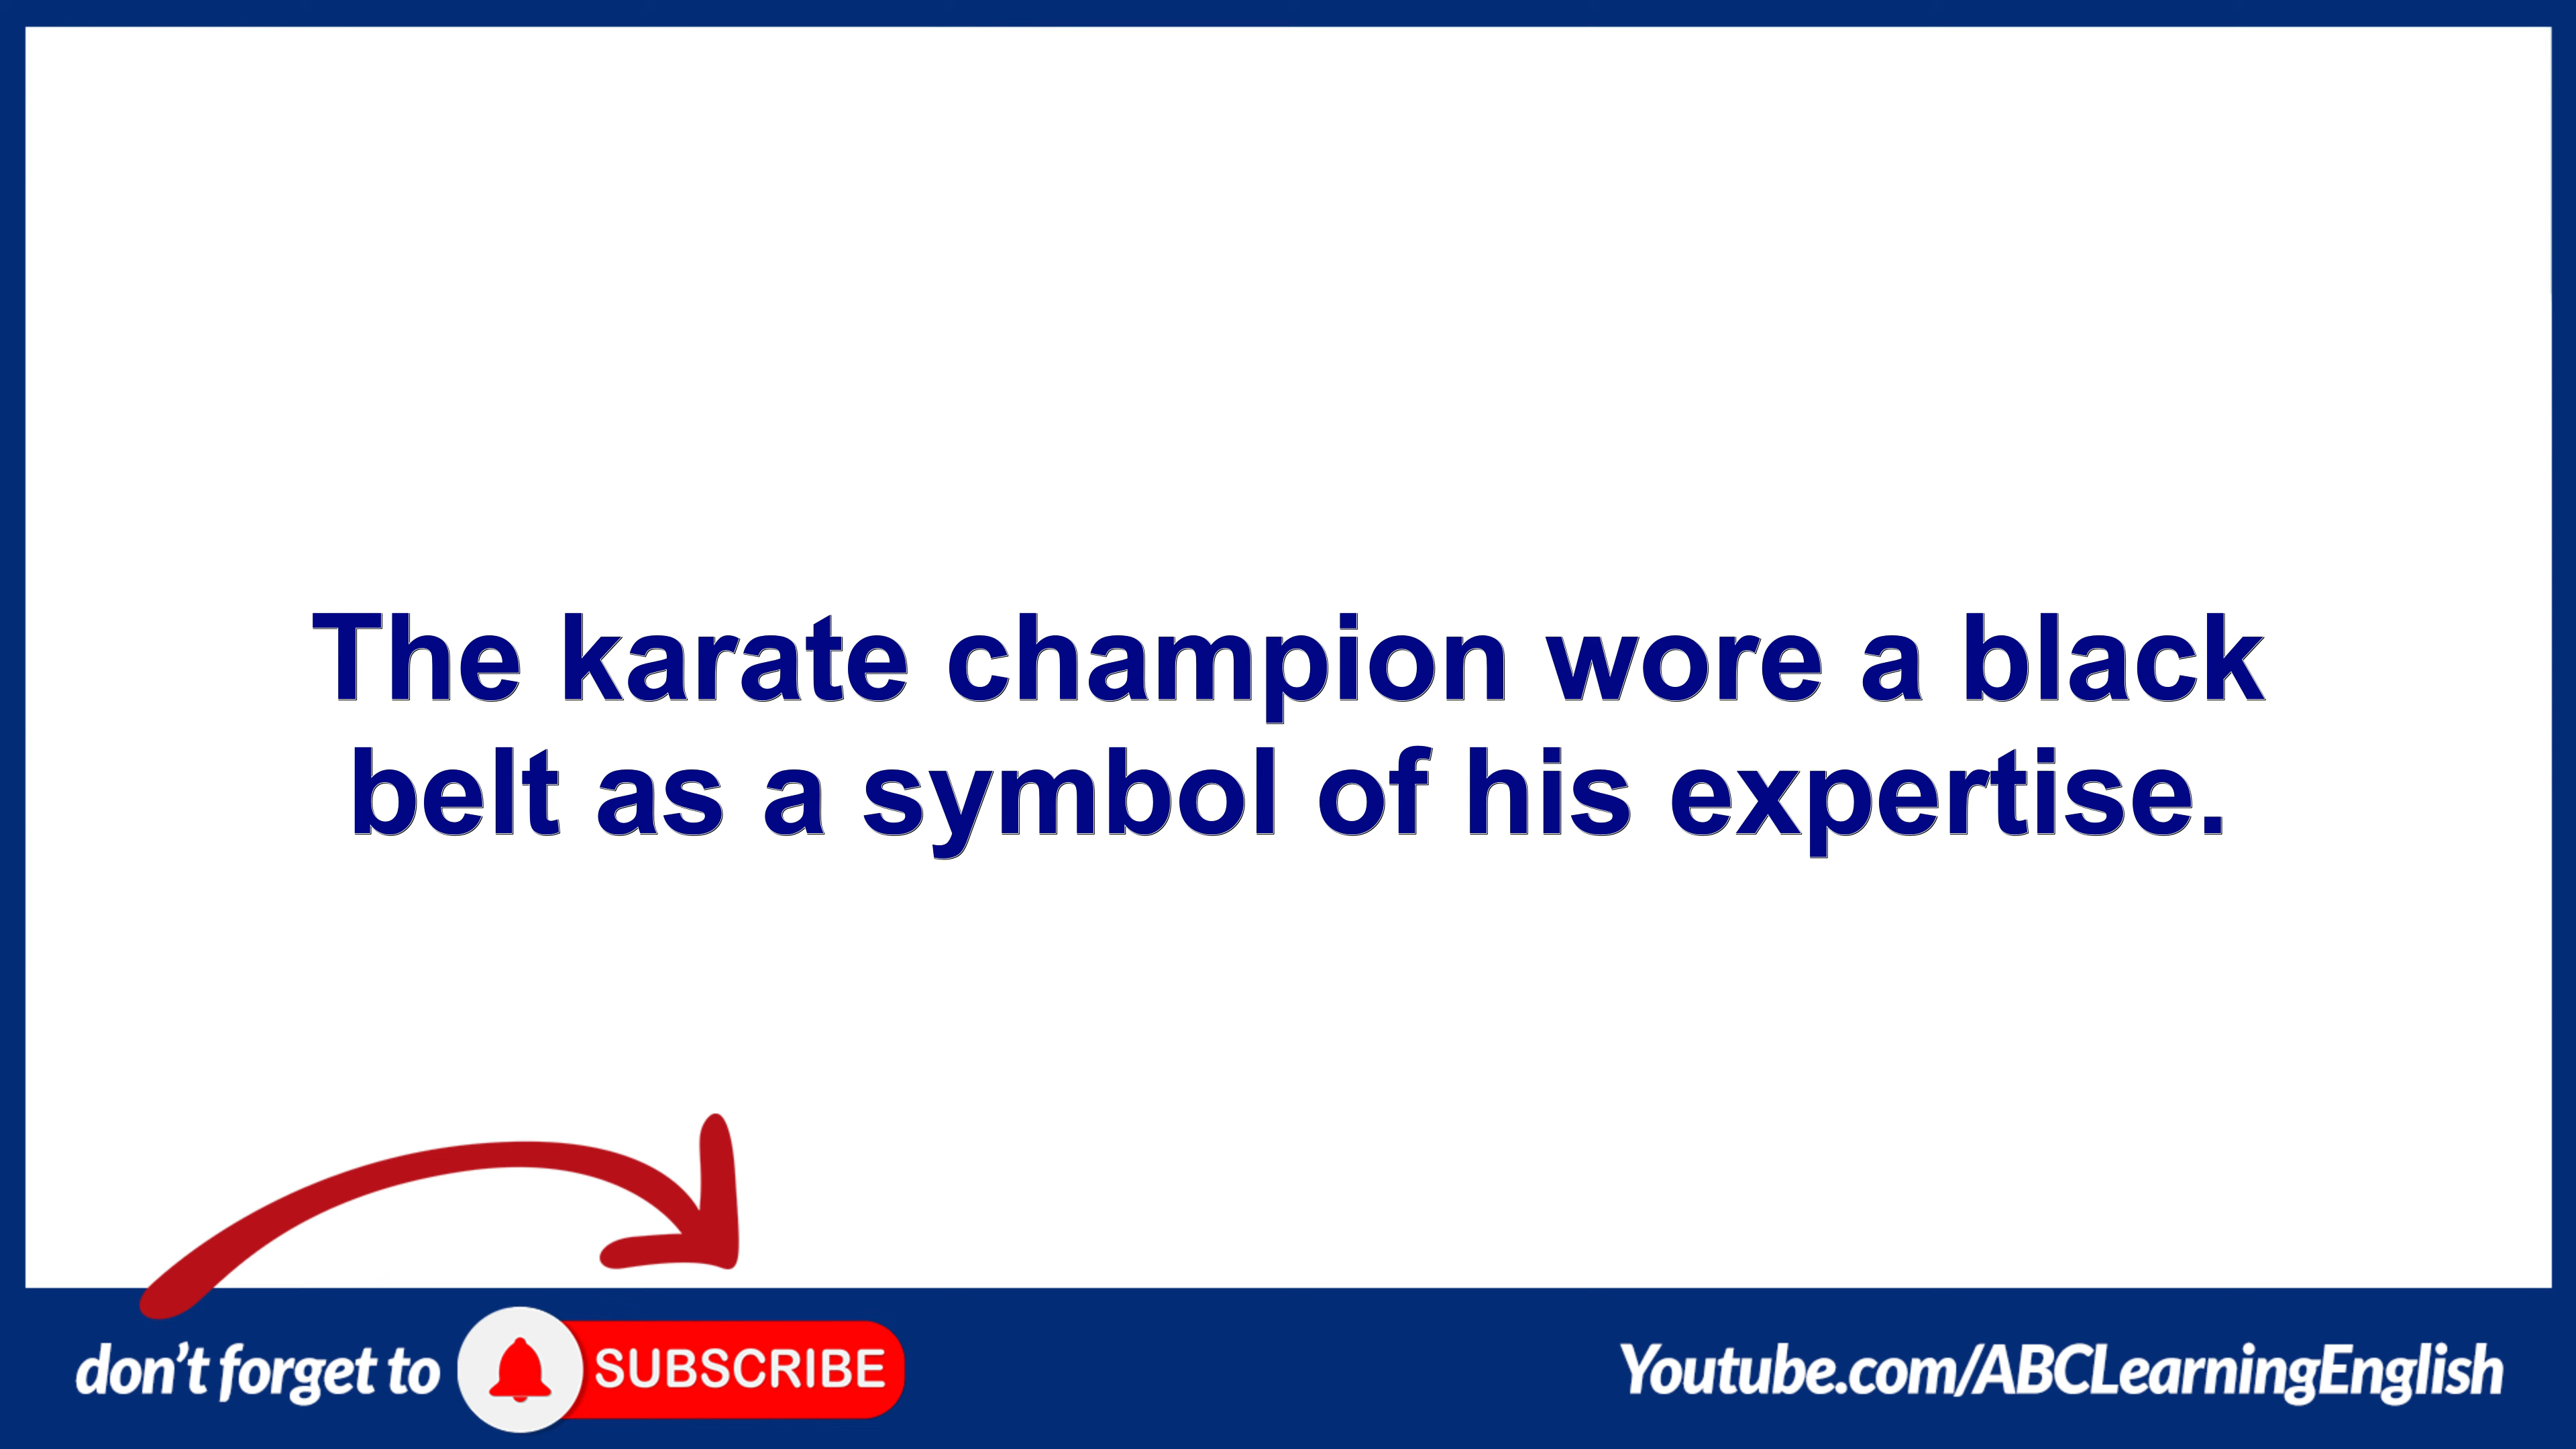 The karate champion wore a black
belt as a symbol of his expertise.
don't forget to SUBSCRIBE
Youtube.com/ABCLearningEnglish